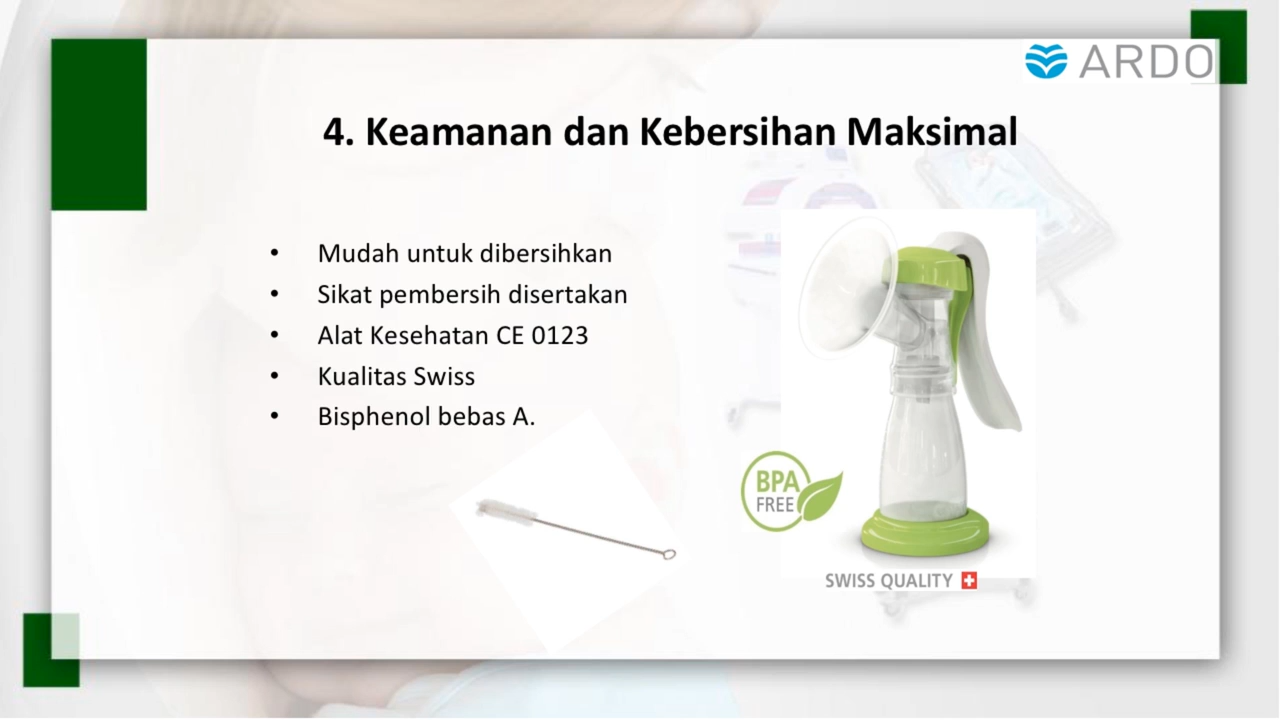 ARDO
4. Keamanan dan Kebersihan Maksimal
• Mudah untuk dibersihkan
• Sikat pembersih disertakan
• Alat Kesehatan CE 0123
• Kualitas Swiss
• Bisphenol bebas A.
BPA
FREE
SWISS QUALITY